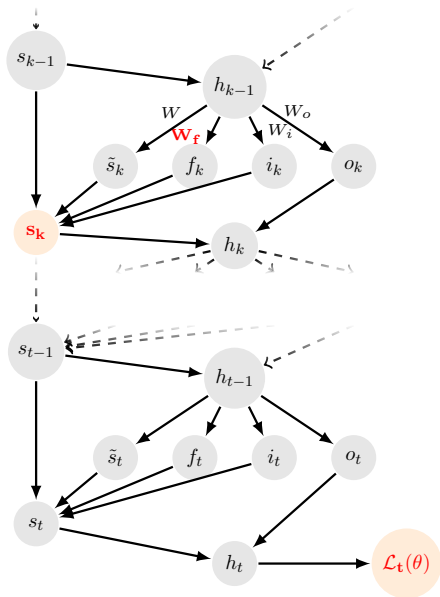 s_{k−1}
h_{k−1}
W W_f W_i W_o
s̃_k f_k i_k o_k
s_k
h_k
s_{t−1}
h_{t−1}
s̃_t f_t i_t o_t
s_t
h_t ℒ_t(θ)